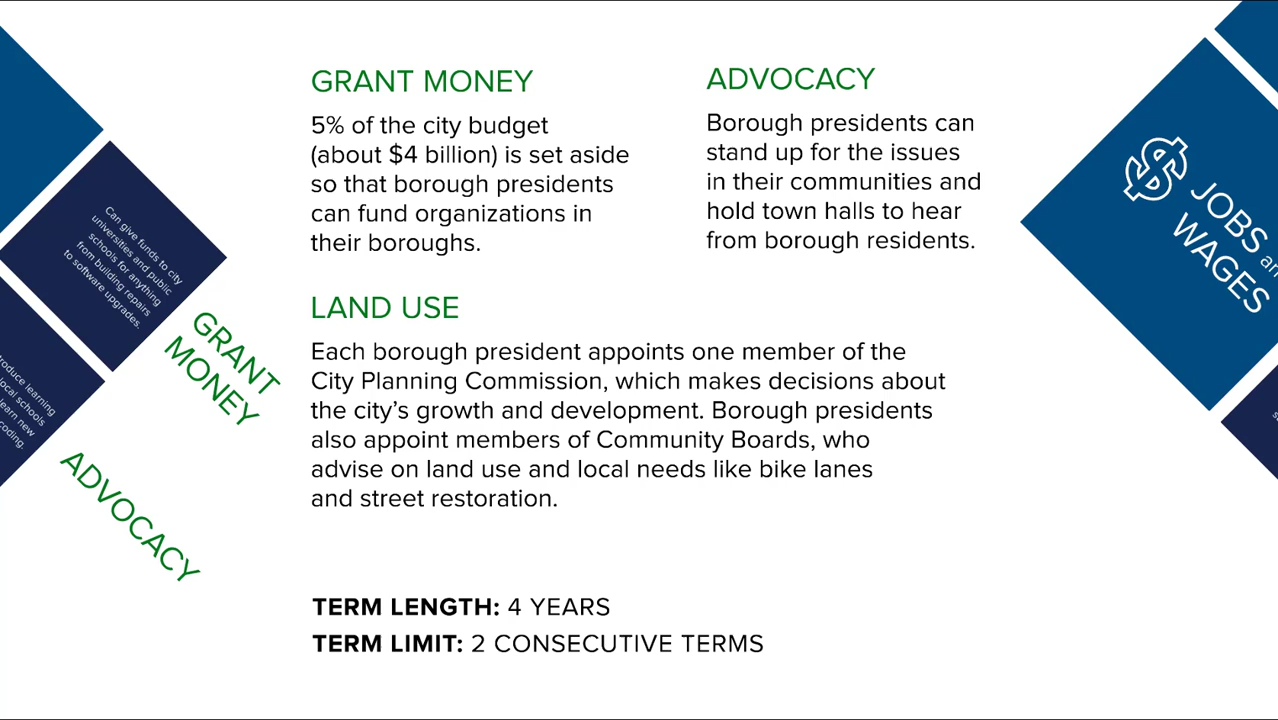 GRANT MONEY
5% of the city budget
(about $4 billion) is set aside
so that borough presidents
can fund organizations in
their boroughs.
ADVOCACY
Borough presidents can
stand up for the issues
in their communities and
hold town halls to hear
from borough residents.
LAND USE
Each borough president appoints one member of the
City Planning Commission, which makes decisions about
the city’s growth and development. Borough presidents
also appoint members of Community Boards, who
advise on land use and local needs like bike lanes
and street restoration.
TERM LENGTH: 4 YEARS
TERM LIMIT: 2 CONSECUTIVE TERMS
Can give funds to city
universities and public
schools for anything
from building repairs
to software upgrades.
GRANT
MONEY
learning
local schools
learn new
coding.
ADVOCACY
$ JOBS
WAGES